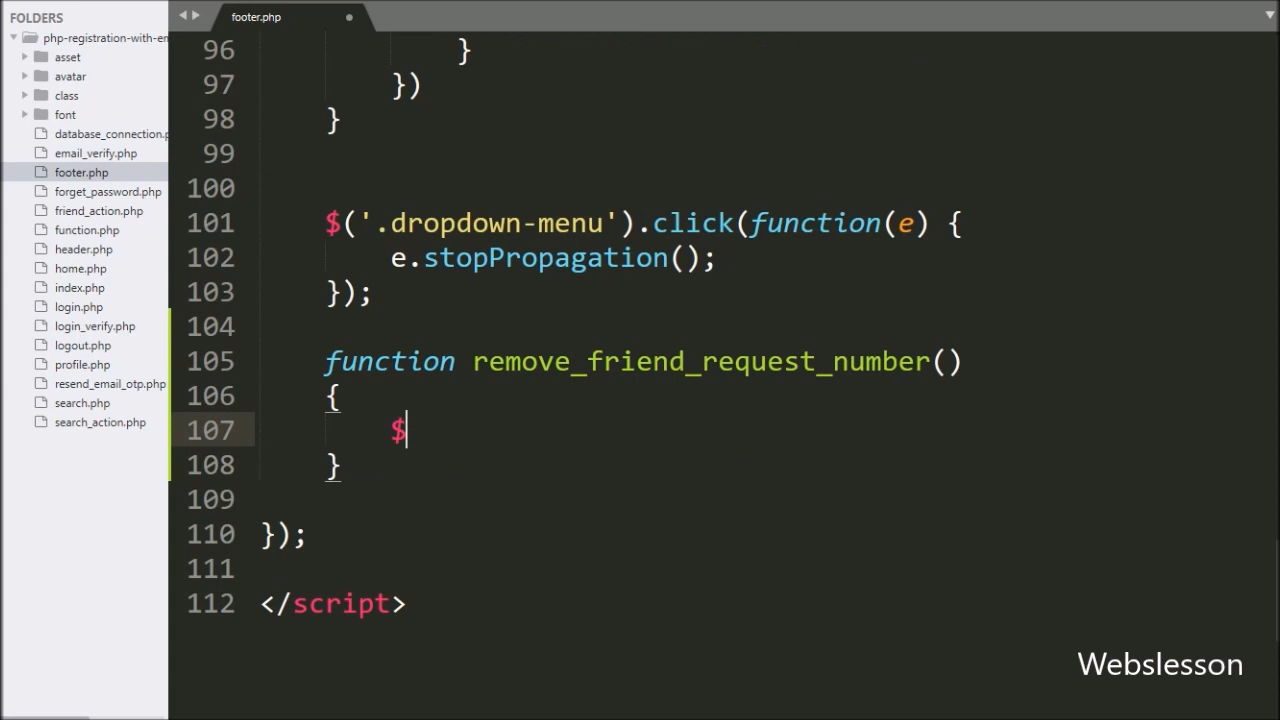 FOLDERS
php-registration-with-em
asset
avatar
class
font
database_connection.p
email_verify.php
footer.php
forget_password.php
friend_action.php
function.php
header.php
home.php
index.php
login.php
login_verify.php
logout.php
profile.php
resend_email_otp.php
search.php
search_action.php
footer.php
96 }
97 })
98 }
99
100
101 $('.dropdown-menu').click(function(e) {
102 e.stopPropagation();
103 });
104
105 function remove_friend_request_number()
106 {
107 $
108 }
109
110 });
111
112 </script>
Webslesson